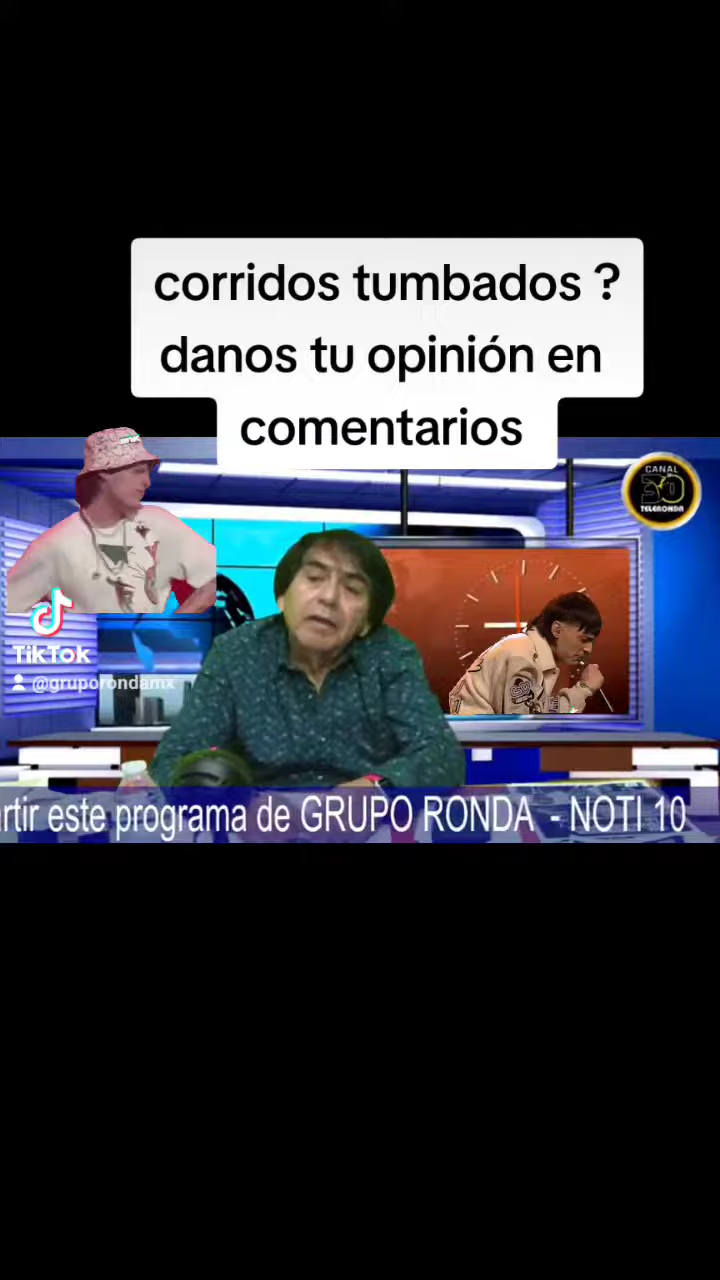 corridos tumbados ?
danos tu opinión en
comentarios
CANAL
30
TELERONDA
TikTok
@gruporondamx
rtir este programa de GRUPO RONDA - NOTI 10